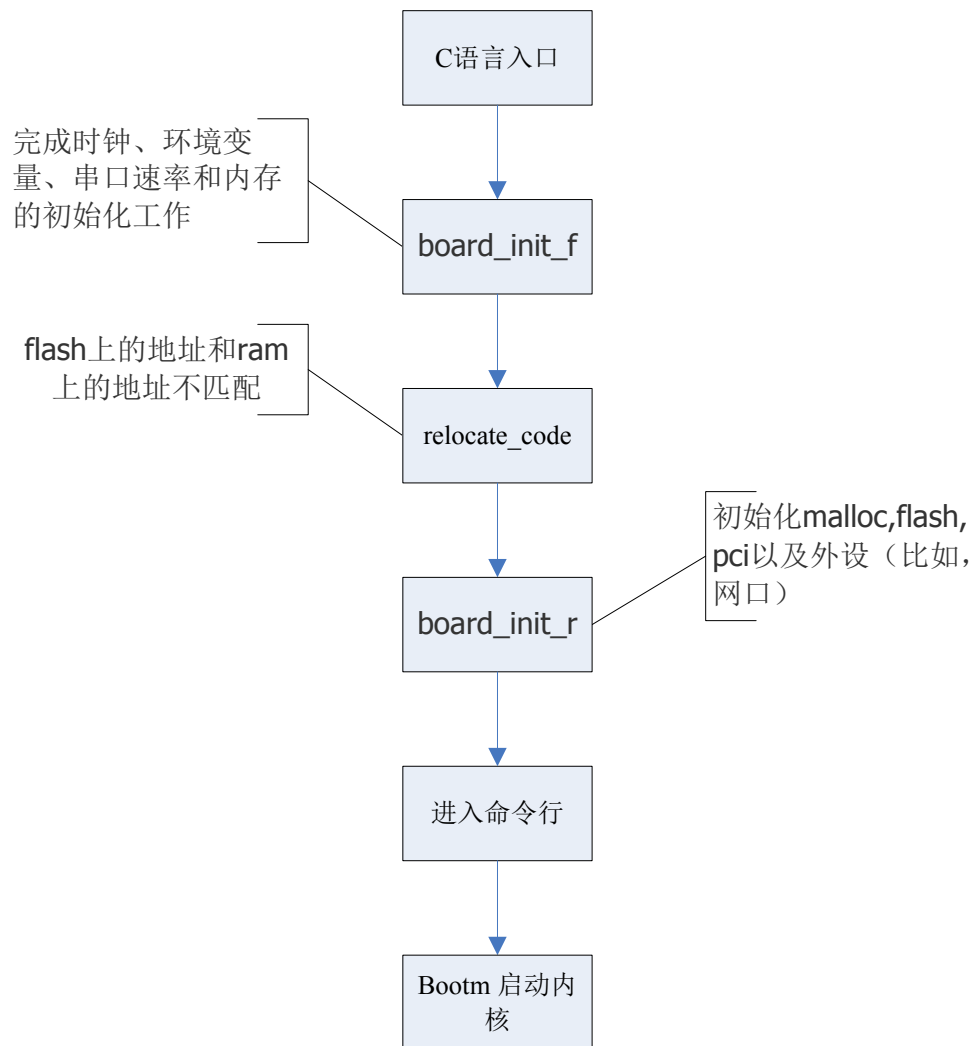 C语言入口
完成时钟、环境变
量、串口速率和内存
的初始化工作
board_init_f
flash上的地址和ram
上的地址不匹配
relocate_code
初始化malloc,flash,
pci以及外设（比如，
网口）
board_init_r
进入命令行
Bootm 启动内
核